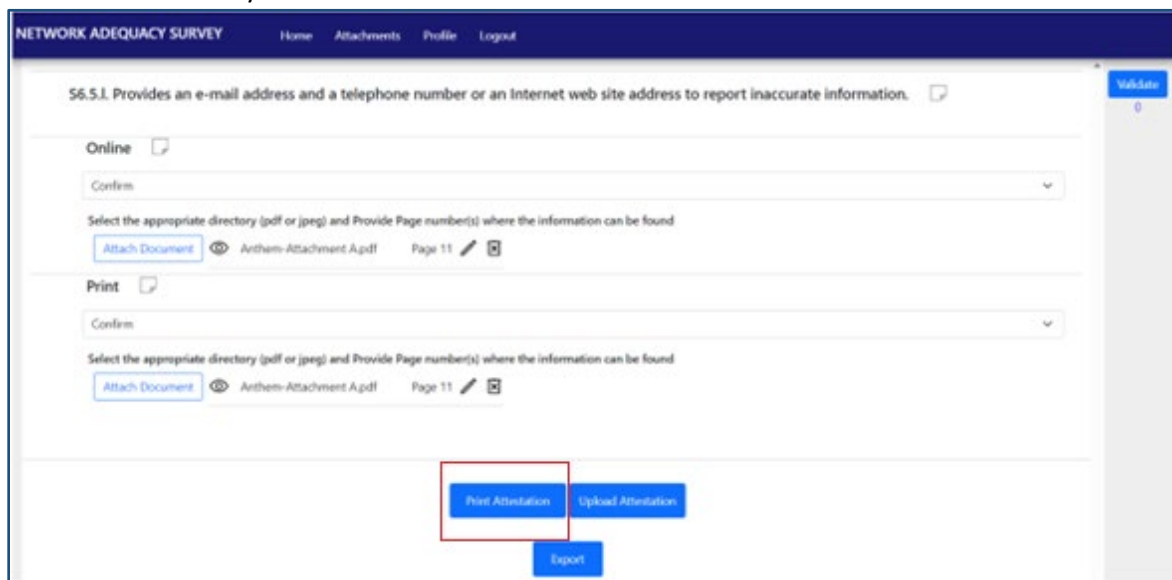 NETWORK ADEQUACY SURVEY Home Attachments Profile Logout
Validate
0
S6.5.l. Provides an e-mail address and a telephone number or an Internet web site address to report inaccurate information.
Online
Confirm
Select the appropriate directory (pdf or jpeg) and Provide Page number(s) where the information can be found
Attach Document Anthem-Attachment A.pdf Page 11
Print
Confirm
Select the appropriate directory (pdf or jpeg) and Provide Page number(s) where the information can be found
Attach Document Anthem-Attachment A.pdf Page 11
Print Attestation Upload Attestation
Export